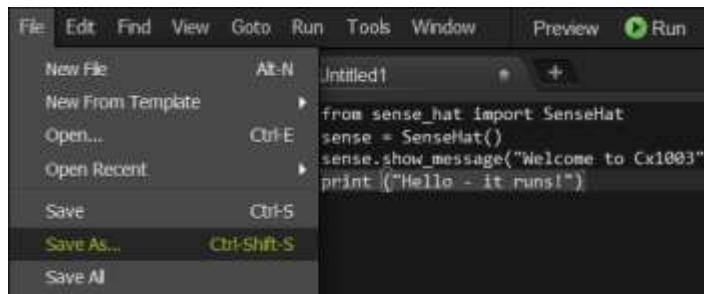 File Edit Find View Goto Run Tools Window Preview Run
New File Alt-N
New From Template
Open... Ctrl-E
Open Recent
Save Ctrl-S
Save As... Ctrl-Shift-S
Save All
Untitled1
from sense_hat import SenseHat
sense = SenseHat()
sense.show_message("Welcome to Cx1003"
print ("Hello - it runs!")